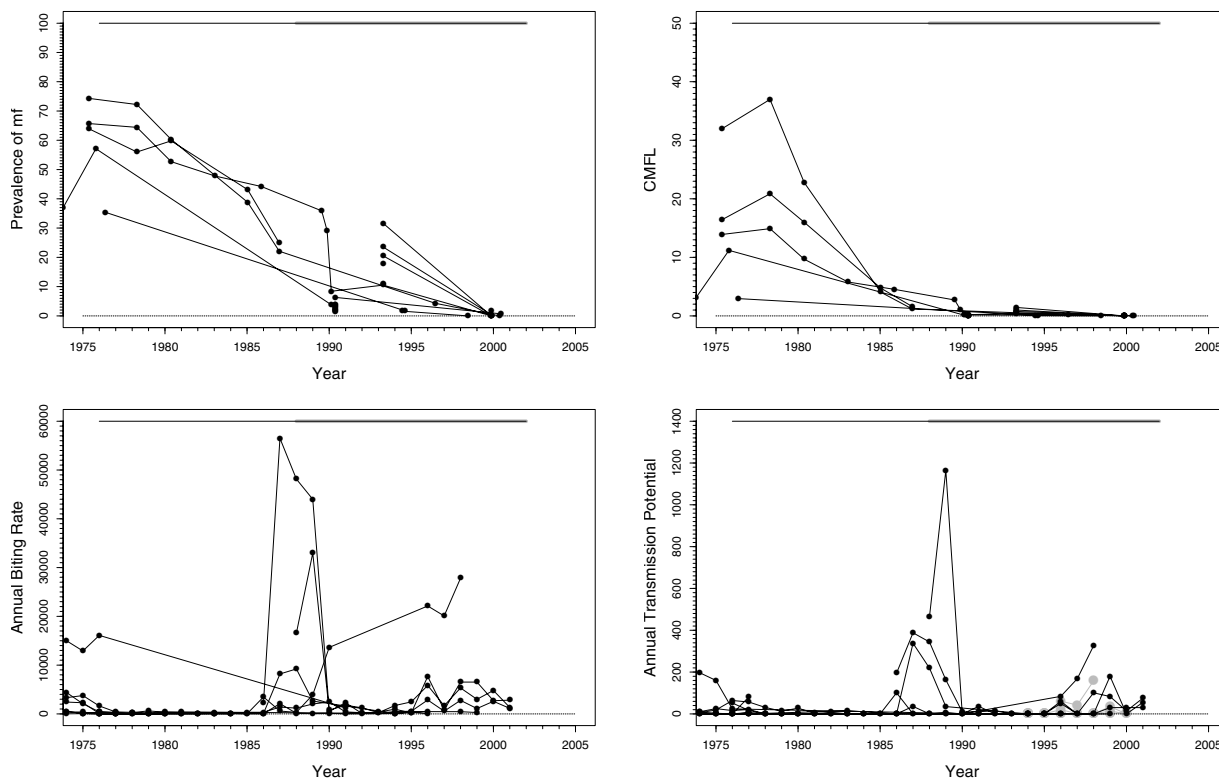 Prevalence of mf
0 10 20 30 40 50 60 70 80 90 100
1975 1980 1985 1990 1995 2000 2005
Year
CMFL
0 10 20 30 40 50
1975 1980 1985 1990 1995 2000 2005
Year
Annual Biting Rate
0 10000 20000 30000 40000 50000 60000
1975 1980 1985 1990 1995 2000 2005
Year
Annual Transmission Potential
0 200 400 600 800 1000 1200 1400
1975 1980 1985 1990 1995 2000 2005
Year